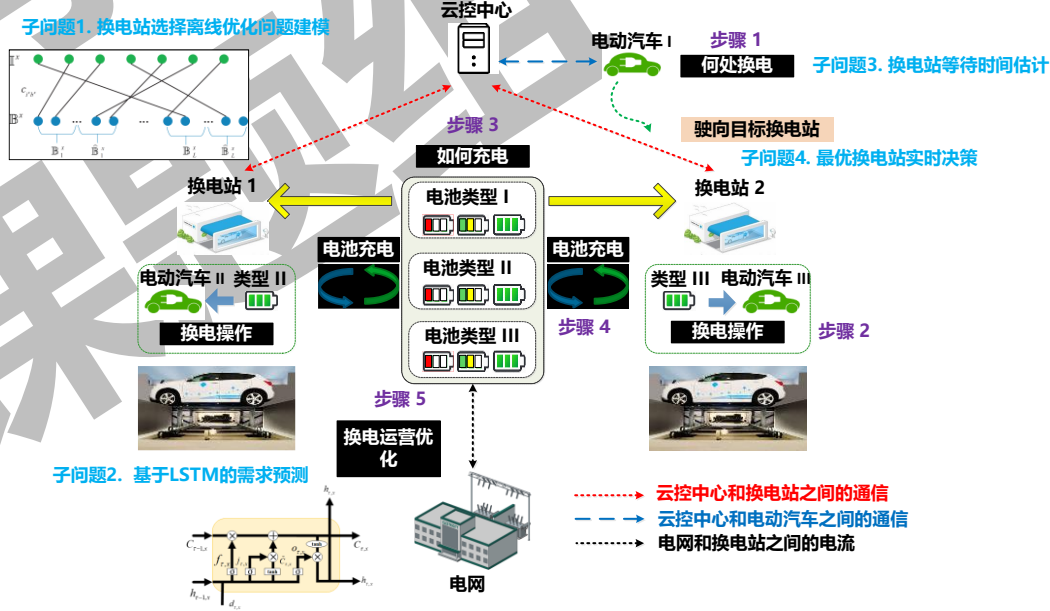 云控中心
子问题1. 换电站选择离线优化问题建模
电动汽车 I
步骤 1
何处换电
子问题3. 换电站等待时间估计
步骤 3
如何充电
驶向目标换电站
子问题4. 最优换电站实时决策
换电站 1
换电站 2
电池类型 I
电池充电
电池充电
电动汽车 II 类型 II
电池类型 II
类型 III 电动汽车 III
换电操作
电池类型 III
步骤 4
换电操作
步骤 2
步骤 5
换电运营优
化
子问题2. 基于LSTM的需求预测
云控中心和换电站之间的通信
云控中心和电动汽车之间的通信
电网和换电站之间的电流
电网
tanh
tanh
课题组